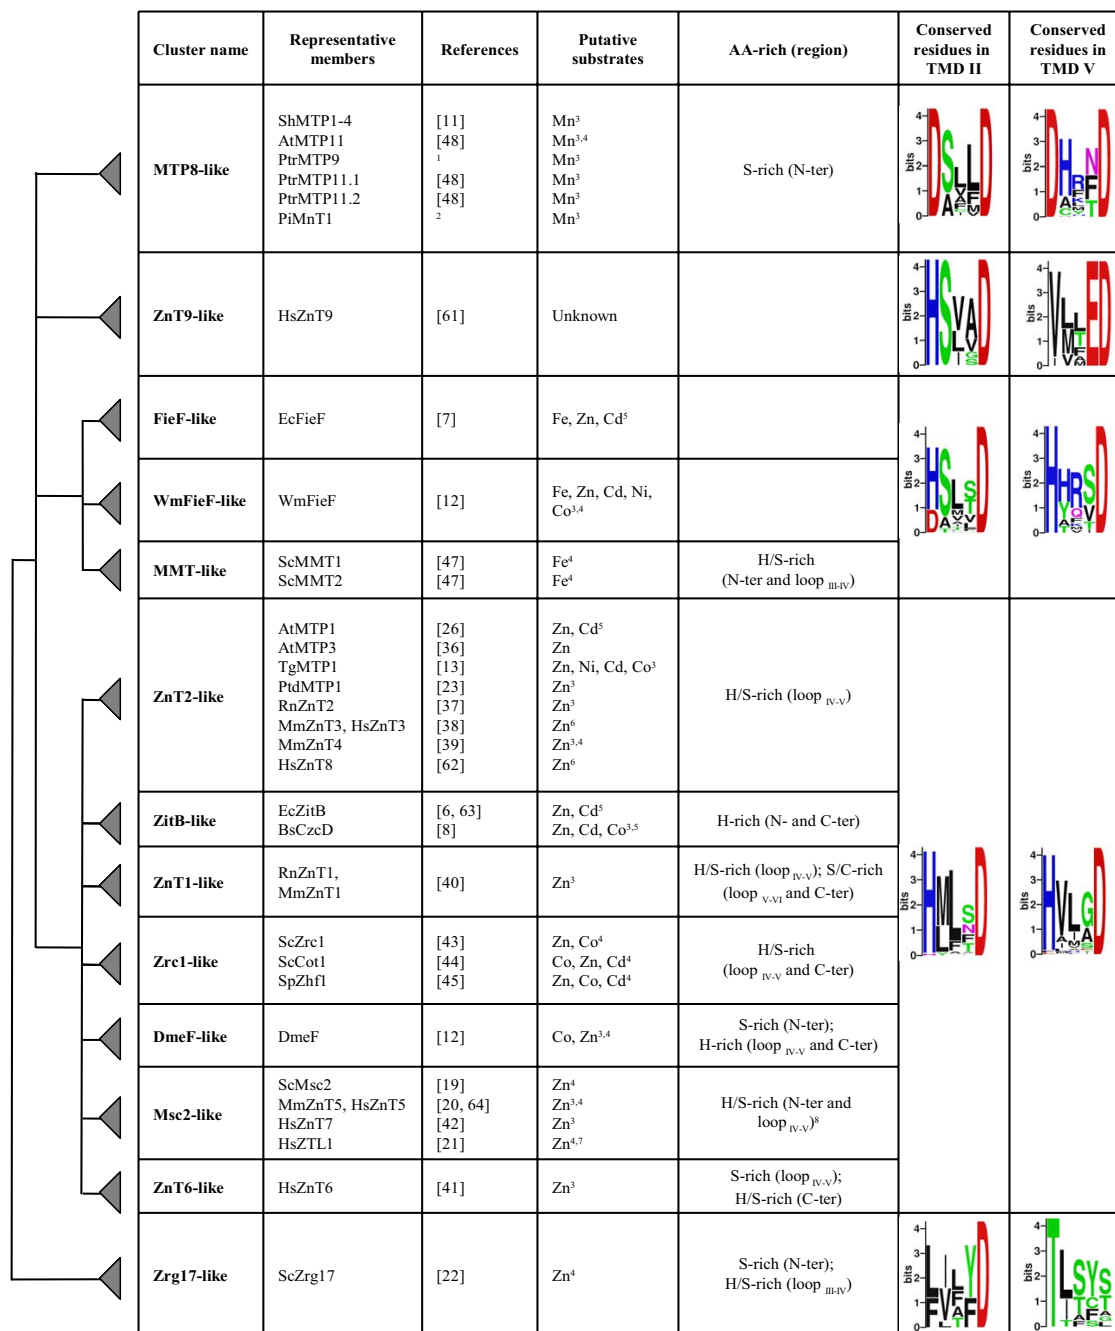 Cluster name
Representative members
References
Putative substrates
AA-rich (region)
Conserved residues in TMD II
Conserved residues in TMD V
MTP8-like
ShMTP1-4 [11] Mn³
AtMTP11 [48] Mn³,⁴
PtrMTP9 ¹ Mn³
PtrMTP11.1 [48] Mn³
PtrMTP11.2 [48] Mn³
PiMnT1 ² Mn³
S-rich (N-ter)
ZnT9-like
HsZnT9 [61] Unknown
FieF-like
EcFieF [7] Fe, Zn, Cd⁵
WmFieF-like
WmFieF [12] Fe, Zn, Cd, Ni,
Co³,⁴
MMT-like
ScMMT1 [47] Fe⁴
ScMMT2 [47] Fe⁴
H/S-rich
(N-ter and loop III-IV)
ZnT2-like
AtMTP1 [26] Zn, Cd⁵
AtMTP3 [36] Zn
TgMTP1 [13] Zn, Ni, Cd, Co³
PtdMTP1 [23] Zn³
RnZnT2 [37] Zn³
MmZnT3, HsZnT3 [38] Zn⁶
MmZnT4 [39] Zn³,⁴
HsZnT8 [62] Zn⁶
H/S-rich (loop IV-V)
ZitB-like
EcZitB [6, 63] Zn, Cd⁵
BsCzcD [8] Zn, Cd, Co³,⁵
H-rich (N- and C-ter)
ZnT1-like
RnZnT1,
MmZnT1
[40] Zn³
H/S-rich (loop IV-V); S/C-rich
(loop V-VI and C-ter)
Zrc1-like
ScZrc1 [43] Zn, Co⁴
ScCot1 [44] Co, Zn, Cd⁴
SpZhf1 [45] Zn, Co, Cd⁴
H/S-rich
(loop IV-V and C-ter)
DmeF-like
DmeF [12] Co, Zn³,⁴
S-rich (N-ter);
H-rich (loop IV-V and C-ter)
Msc2-like
ScMsc2 [19] Zn⁴
MmZnT5, HsZnT5 [20, 64] Zn³,⁴
HsZnT7 [42] Zn³
HsZTL1 [21] Zn⁴,⁷
H/S-rich (N-ter and
loop IV-V)⁸
ZnT6-like
HsZnT6 [41] Zn³
S-rich (loop IV-V);
H/S-rich (C-ter)
Zrg17-like
ScZrg17 [22] Zn⁴
S-rich (N-ter);
H/S-rich (loop III-IV)